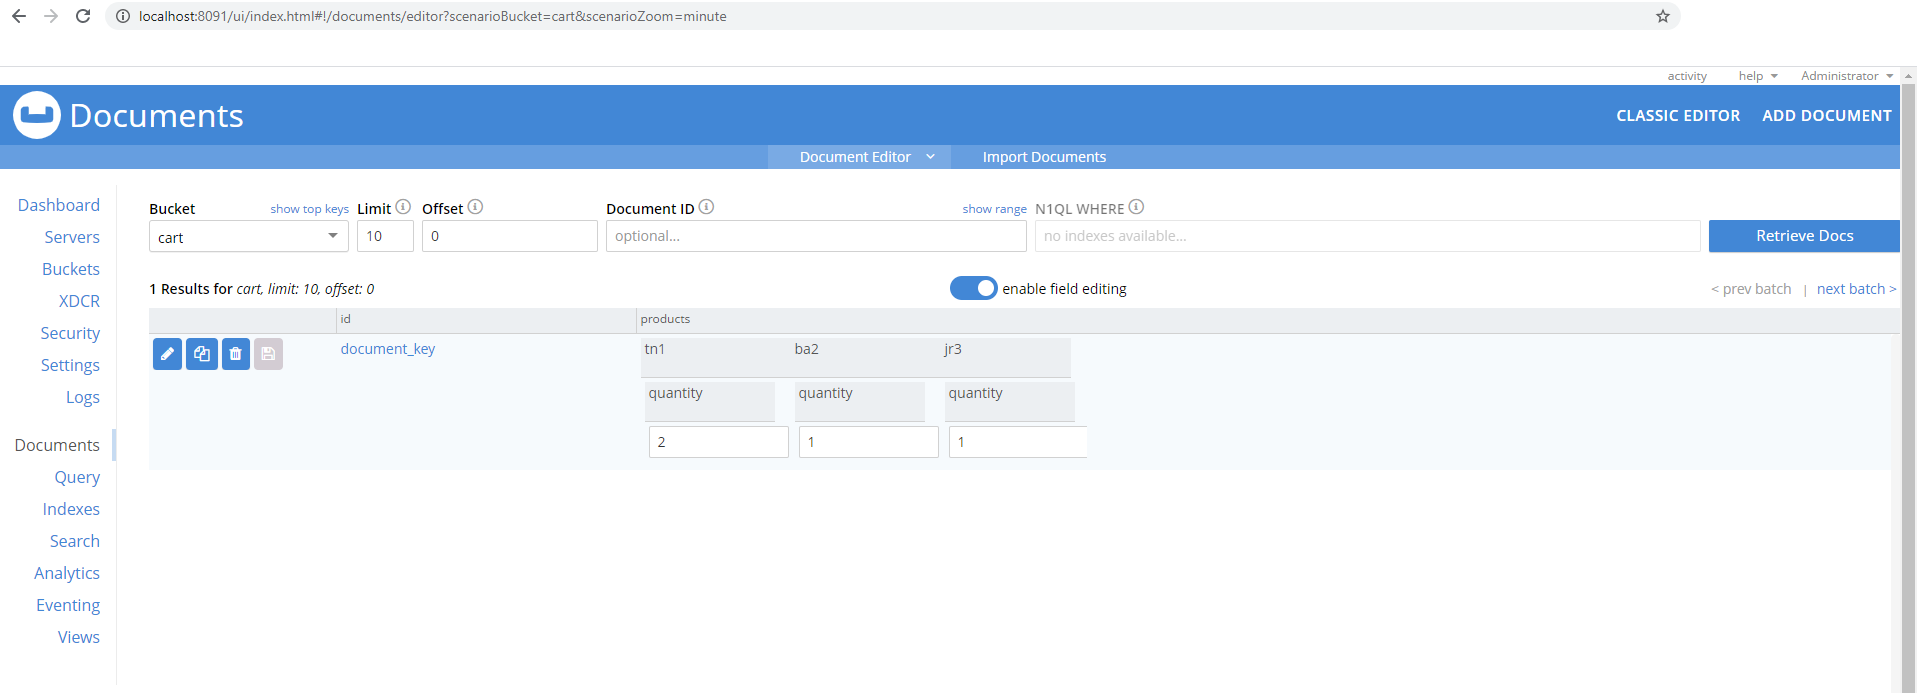 localhost:8091/ui/index.html#!/documents/editor?scenarioBucket=cart&scenarioZoom=minute
activity help Administrator
Documents CLASSIC EDITOR ADD DOCUMENT
Document Editor Import Documents
Dashboard
Servers
Buckets
XDCR
Security
Settings
Logs
Documents
Query
Indexes
Search
Analytics
Eventing
Views
Bucket show top keys Limit Offset Document ID show range N1QL WHERE
cart 10 0 optional... no indexes available... Retrieve Docs
1 Results for cart, limit: 10, offset: 0 enable field editing < prev batch | next batch >
id products
document_key tn1 ba2 jr3
quantity quantity quantity
2 1 1